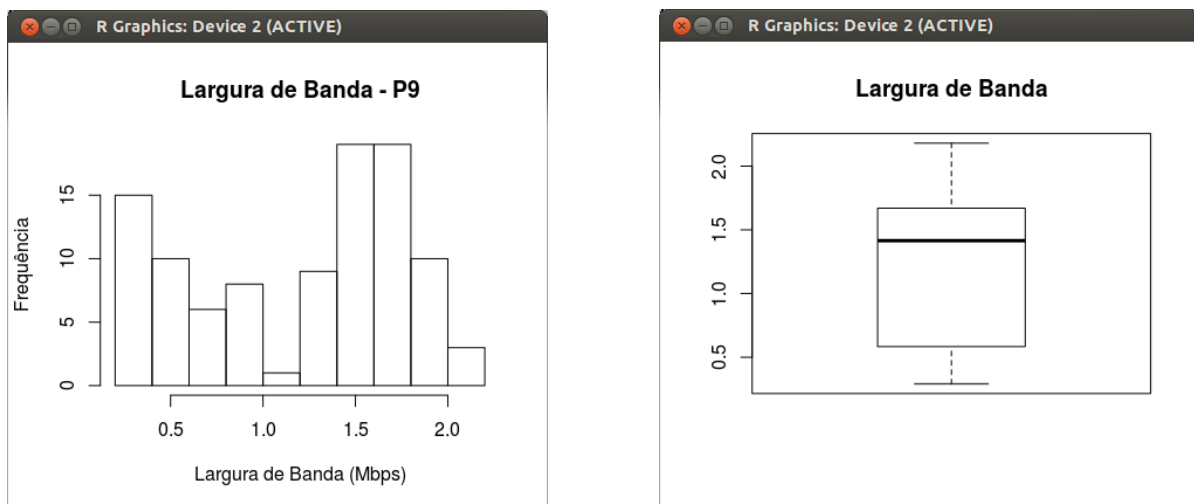 R Graphics: Device 2 (ACTIVE)
Largura de Banda - P9
Frequência
15
10
5
0
0.5 1.0 1.5 2.0
Largura de Banda (Mbps)
R Graphics: Device 2 (ACTIVE)
Largura de Banda
2.0
1.5
1.0
0.5